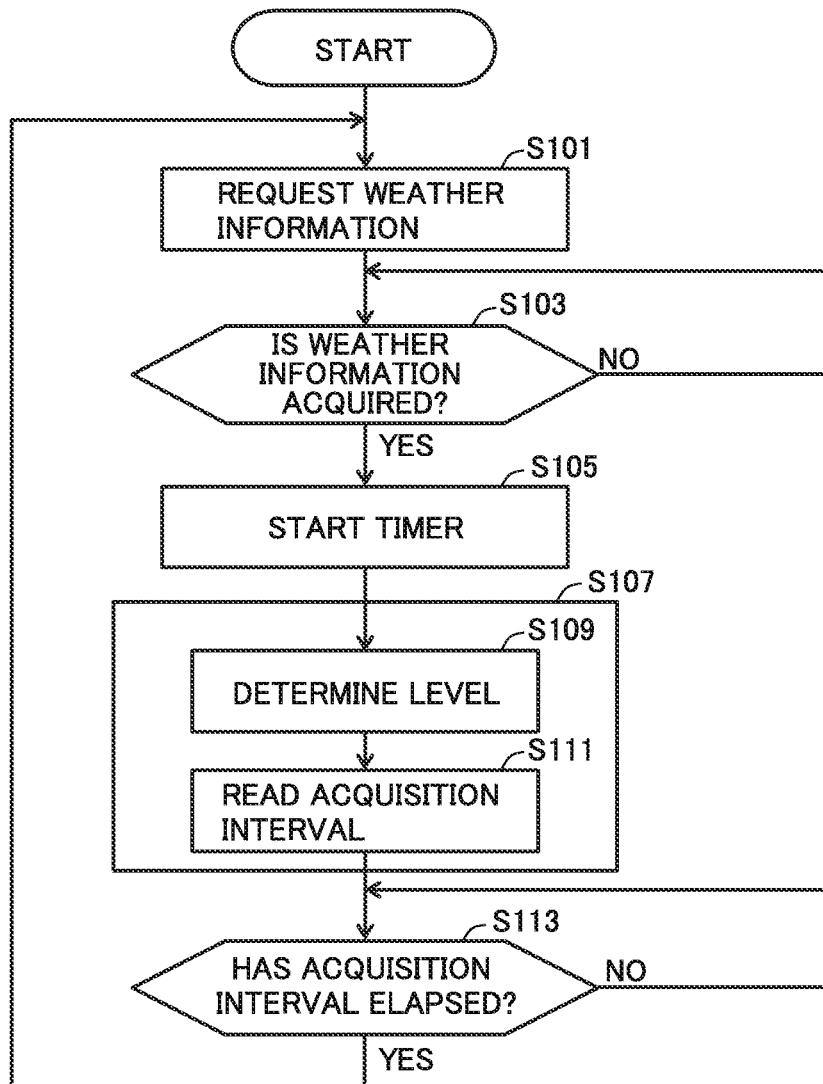 START
S101
REQUEST WEATHER
INFORMATION
S103
IS WEATHER
INFORMATION
ACQUIRED?
NO
YES
S105
START TIMER
S107
S109
DETERMINE LEVEL
S111
READ ACQUISITION
INTERVAL
S113
HAS ACQUISITION
INTERVAL ELAPSED?
NO
YES